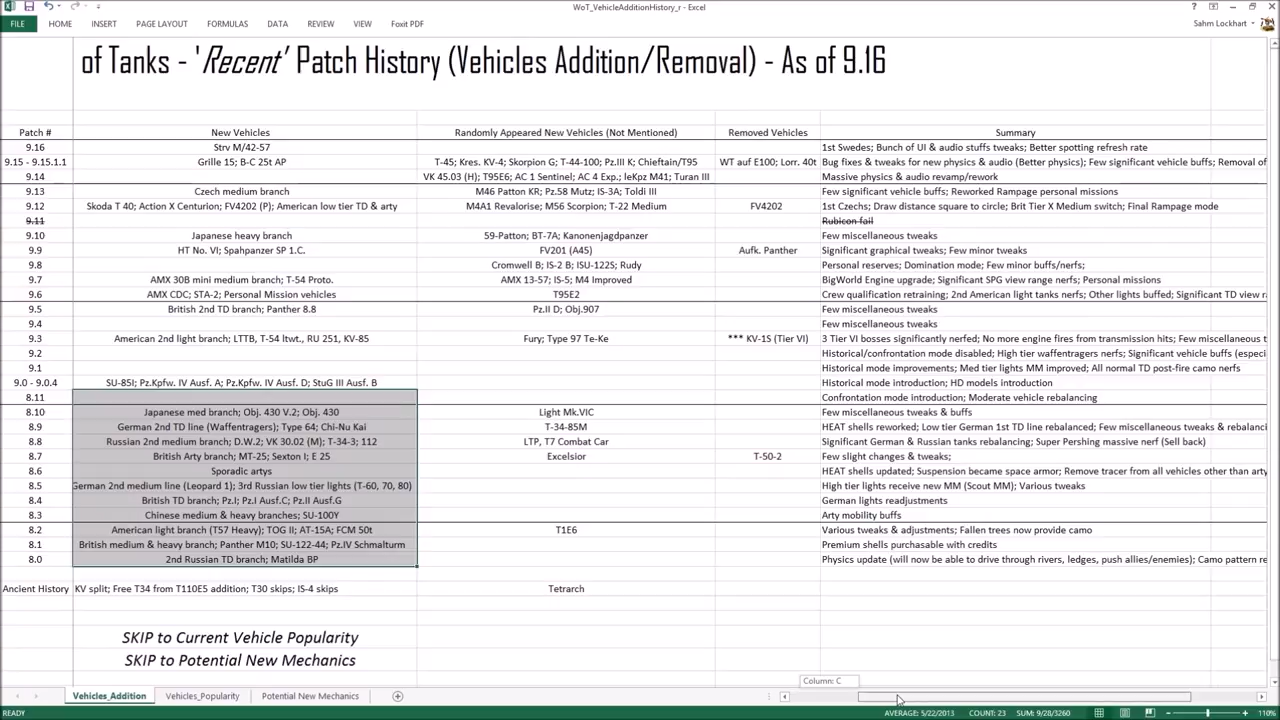 WoT_VehicleAdditionHistory_r - Excel
FILE HOME INSERT PAGE LAYOUT FORMULAS DATA REVIEW VIEW Foxit PDF Sahm Lockhart
of Tanks - 'Recent' Patch History (Vehicles Addition/Removal) - As of 9.16
Patch # New Vehicles Randomly Appeared New Vehicles (Not Mentioned) Removed Vehicles Summary
9.16 Strv M/42-57 1st Swedes; Bunch of UI & audio stuffs tweaks; Better spotting refresh rate
9.15 - 9.15.1.1 Grille 15; B-C 25t AP T-45; Kres. KV-4; Skorpion G; T-44-100; Pz.III K; Chieftain/T95 WT auf E100; Lorr. 40t Bug fixes & tweaks for new physics & audio (Better physics); Few significant vehicle buffs; Removal of
9.14 VK 45.03 (H); T95E6; AC 1 Sentinel; AC 4 Exp.; leKpz M41; Turan III Massive physics & audio revamp/rework
9.13 Czech medium branch M46 Patton KR; Pz.58 Mutz; IS-3A; Toldi III Few significant vehicle buffs; Reworked Rampage personal missions
9.12 Skoda T 40; Action X Centurion; FV4202 (P); American low tier TD & arty M4A1 Revalorise; M56 Scorpion; T-22 Medium FV4202 1st Czechs; Draw distance square to circle; Brit Tier X Medium switch; Final Rampage mode
9.11 Rubicon fail
9.10 Japanese heavy branch 59-Patton; BT-7A; Kanonenjagdpanzer Few miscellaneous tweaks
9.9 HT No. VI; Spahpanzer SP 1.C. FV201 (A45) Aufk. Panther Significant graphical tweaks; Few minor tweaks
9.8 Cromwell B; IS-2 B; ISU-122S; Rudy Personal reserves; Domination mode; Few minor buffs/nerfs;
9.7 AMX 30B mini medium branch; T-54 Proto. AMX 13-57; IS-5; M4 Improved BigWorld Engine upgrade; Significant SPG view range nerfs; Personal missions
9.6 AMX CDC; STA-2; Personal Mission vehicles T95E2 Crew qualification retraining; 2nd American light tanks nerfs; Other lights buffed; Significant TD view r
9.5 British 2nd TD branch; Panther 8.8 Pz.II D; Obj.907 Few miscellaneous tweaks
9.4 Few miscellaneous tweaks
9.3 American 2nd light branch; LTTB, T-54 ltwt., RU 251, KV-85 Fury; Type 97 Te-Ke *** KV-1S (Tier VI) 3 Tier VI bosses significantly nerfed; No more engine fires from transmission hits; Few miscellaneous t
9.2 Historical/confrontation mode disabled; High tier waffentragers nerfs; Significant vehicle buffs (especi
9.1 Historical mode improvements; Med tier lights MM improved; All normal TD post-fire camo nerfs
9.0 - 9.0.4 SU-85I; Pz.Kpfw. IV Ausf. A; Pz.Kpfw. IV Ausf. D; StuG III Ausf. B Historical mode introduction; HD models introduction
8.11 Confrontation mode introduction; Moderate vehicle rebalancing
8.10 Japanese med branch; Obj. 430 V.2; Obj. 430 Light Mk.VIC Few miscellaneous tweaks & buffs
8.9 German 2nd TD line (Waffentragers); Type 64; Chi-Nu Kai T-34-85M HEAT shells reworked; Low tier German 1st TD line rebalanced; Few miscellaneous tweaks & rebalanci
8.8 Russian 2nd medium branch; D.W.2; VK 30.02 (M); T-34-3; 112 LTP, T7 Combat Car Significant German & Russian tanks rebalancing; Super Pershing massive nerf (Sell back)
8.7 British Arty branch; MT-25; Sexton I; E 25 Excelsior T-50-2 Few slight changes & tweaks;
8.6 Sporadic artys HEAT shells updated; Suspension became space armor; Remove tracer from all vehicles other than arty
8.5 German 2nd medium line (Leopard 1); 3rd Russian low tier lights (T-60, 70, 80) High tier lights receive new MM (Scout MM); Various tweaks
8.4 British TD branch; Pz.I; Pz.I Ausf.C; Pz.II Ausf.G German lights readjustments
8.3 Chinese medium & heavy branches; SU-100Y Arty mobility buffs
8.2 American light branch (T57 Heavy); TOG II; AT-15A; FCM 50t T1E6 Various tweaks & adjustments; Fallen trees now provide camo
8.1 British medium & heavy branch; Panther M10; SU-122-44; Pz.IV Schmalturm Premium shells purchasable with credits
8.0 2nd Russian TD branch; Matilda BP Physics update (will now be able to drive through rivers, ledges, push allies/enemies); Camo pattern re
Ancient History KV split; Free T34 from T110E5 addition; T30 skips; IS-4 skips Tetrarch
SKIP to Current Vehicle Popularity
SKIP to Potential New Mechanics
Column: C
Vehicles_Addition Vehicles_Popularity Potential New Mechanics
READY AVERAGE: 5/22/2013 COUNT: 23 SUM: 9/28/3260 110%